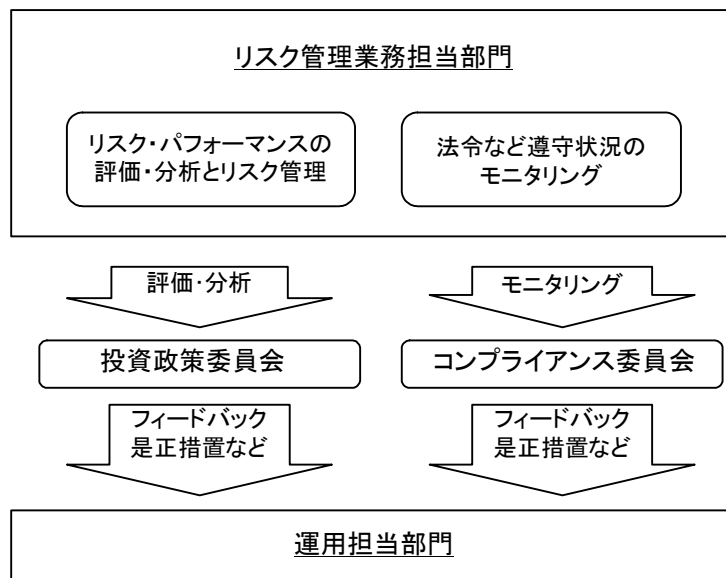 リスク管理業務担当部門
リスク・パフォーマンスの
評価・分析とリスク管理
法令など遵守状況の
モニタリング
評価・分析
モニタリング
投資政策委員会
コンプライアンス委員会
フィードバック
是正措置など
フィードバック
是正措置など
運用担当部門